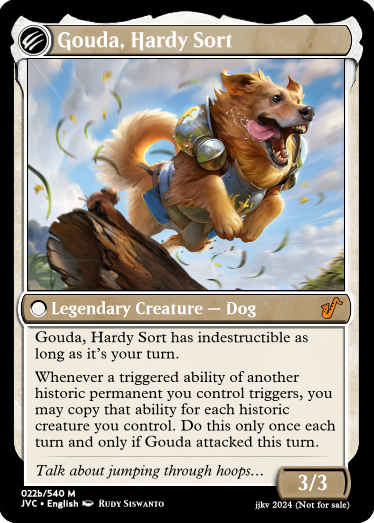 Gouda, Hardy Sort
Legendary Creature — Dog
Gouda, Hardy Sort has indestructible as
long as it's your turn.
Whenever a triggered ability of another
historic permanent you control triggers, you
may copy that ability for each historic
creature you control. Do this only once each
turn and only if Gouda attacked this turn.
Talk about jumping through hoops…
3/3
022b/540 M
JVC • English Rudy Siswanto
jjkv 2024 (Not for sale)